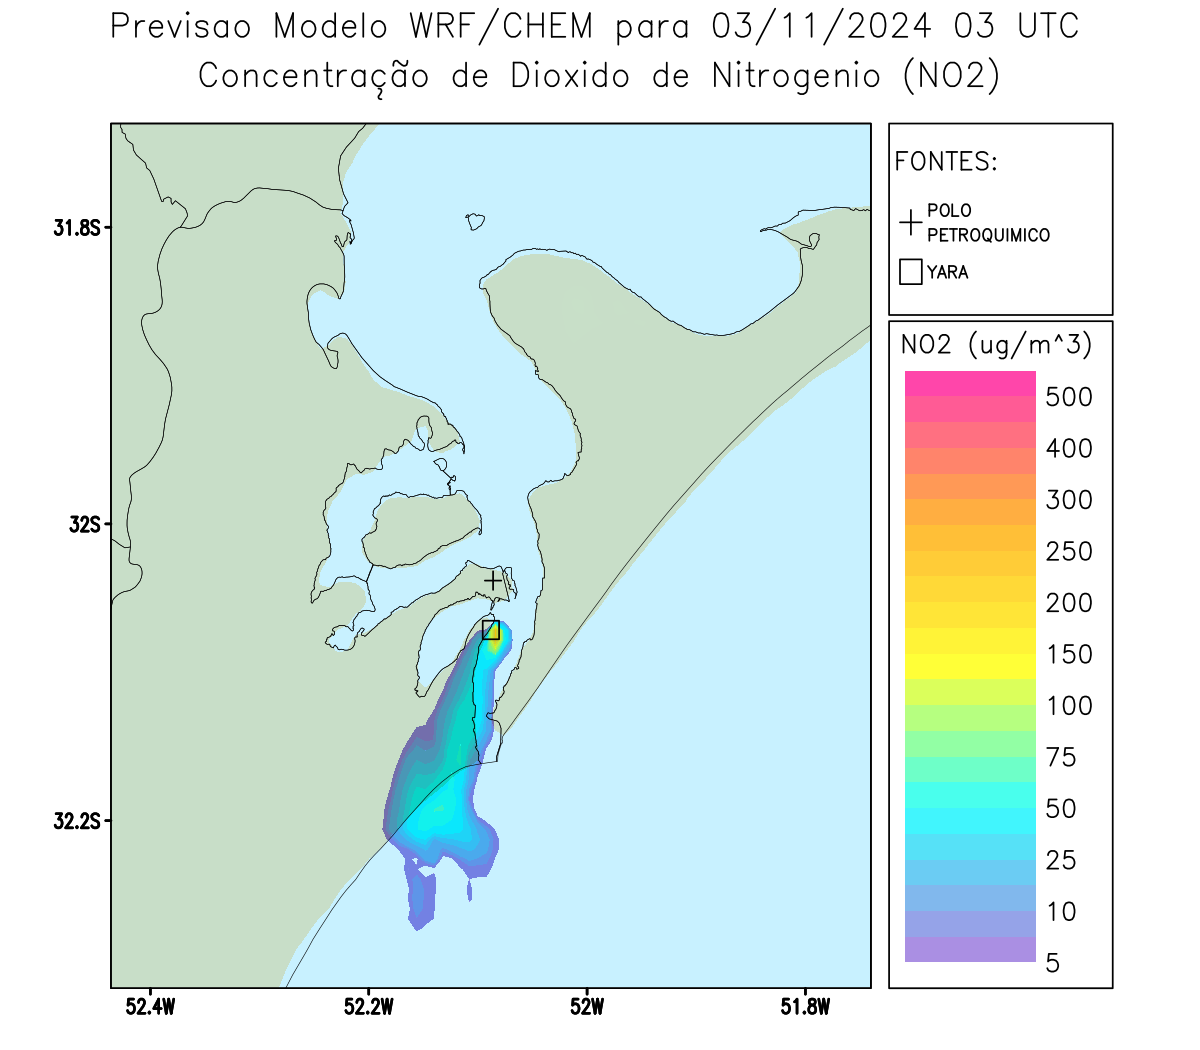 Previsao Modelo WRF/CHEM para 03/11/2024 03 UTC
Concentração de Dioxido de Nitrogenio (NO2)
FONTES:
POLO
PETROQUIMICO
YARA
NO2 (ug/m^3)
500
400
300
250
200
150
100
75
50
25
10
5
31.8S
32S
32.2S
52.4W
52.2W
52W
51.8W